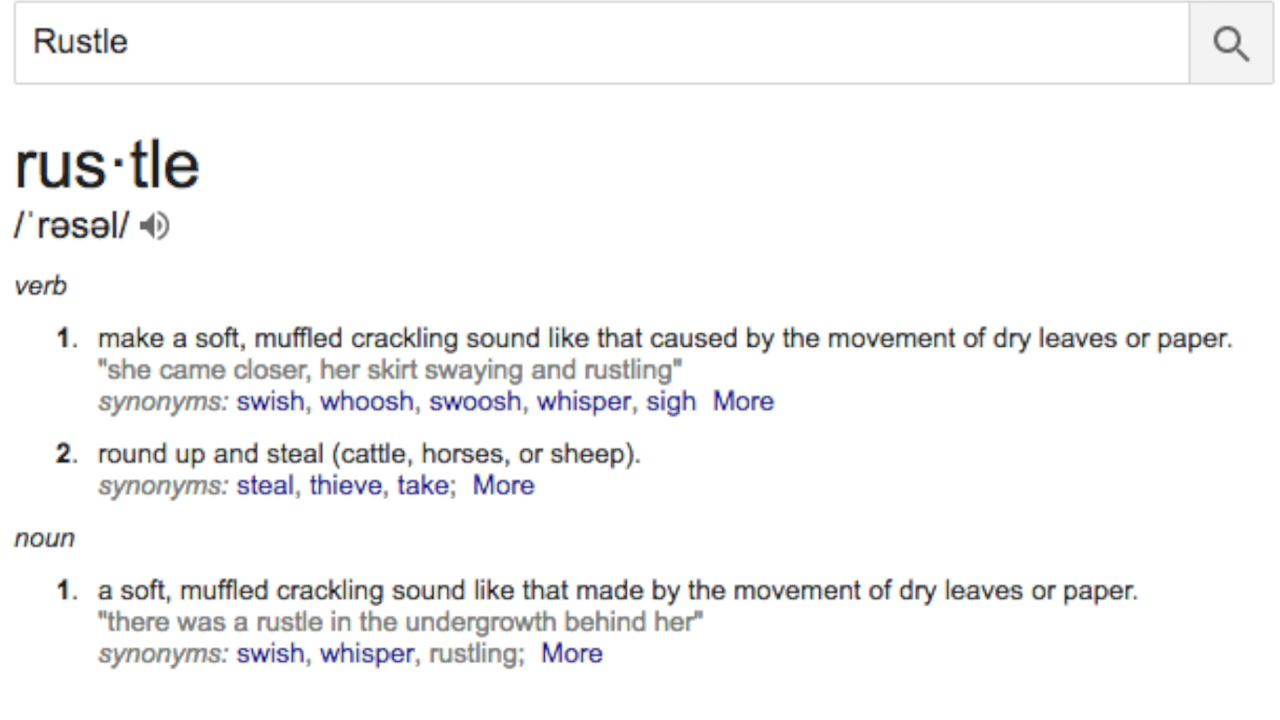 Rustle
rus·tle
/ˈrəsəl/
verb
1. make a soft, muffled crackling sound like that caused by the movement of dry leaves or paper.
"she came closer, her skirt swaying and rustling"
synonyms: swish, whoosh, swoosh, whisper, sigh More
2. round up and steal (cattle, horses, or sheep).
synonyms: steal, thieve, take; More
noun
1. a soft, muffled crackling sound like that made by the movement of dry leaves or paper.
"there was a rustle in the undergrowth behind her"
synonyms: swish, whisper, rustling; More